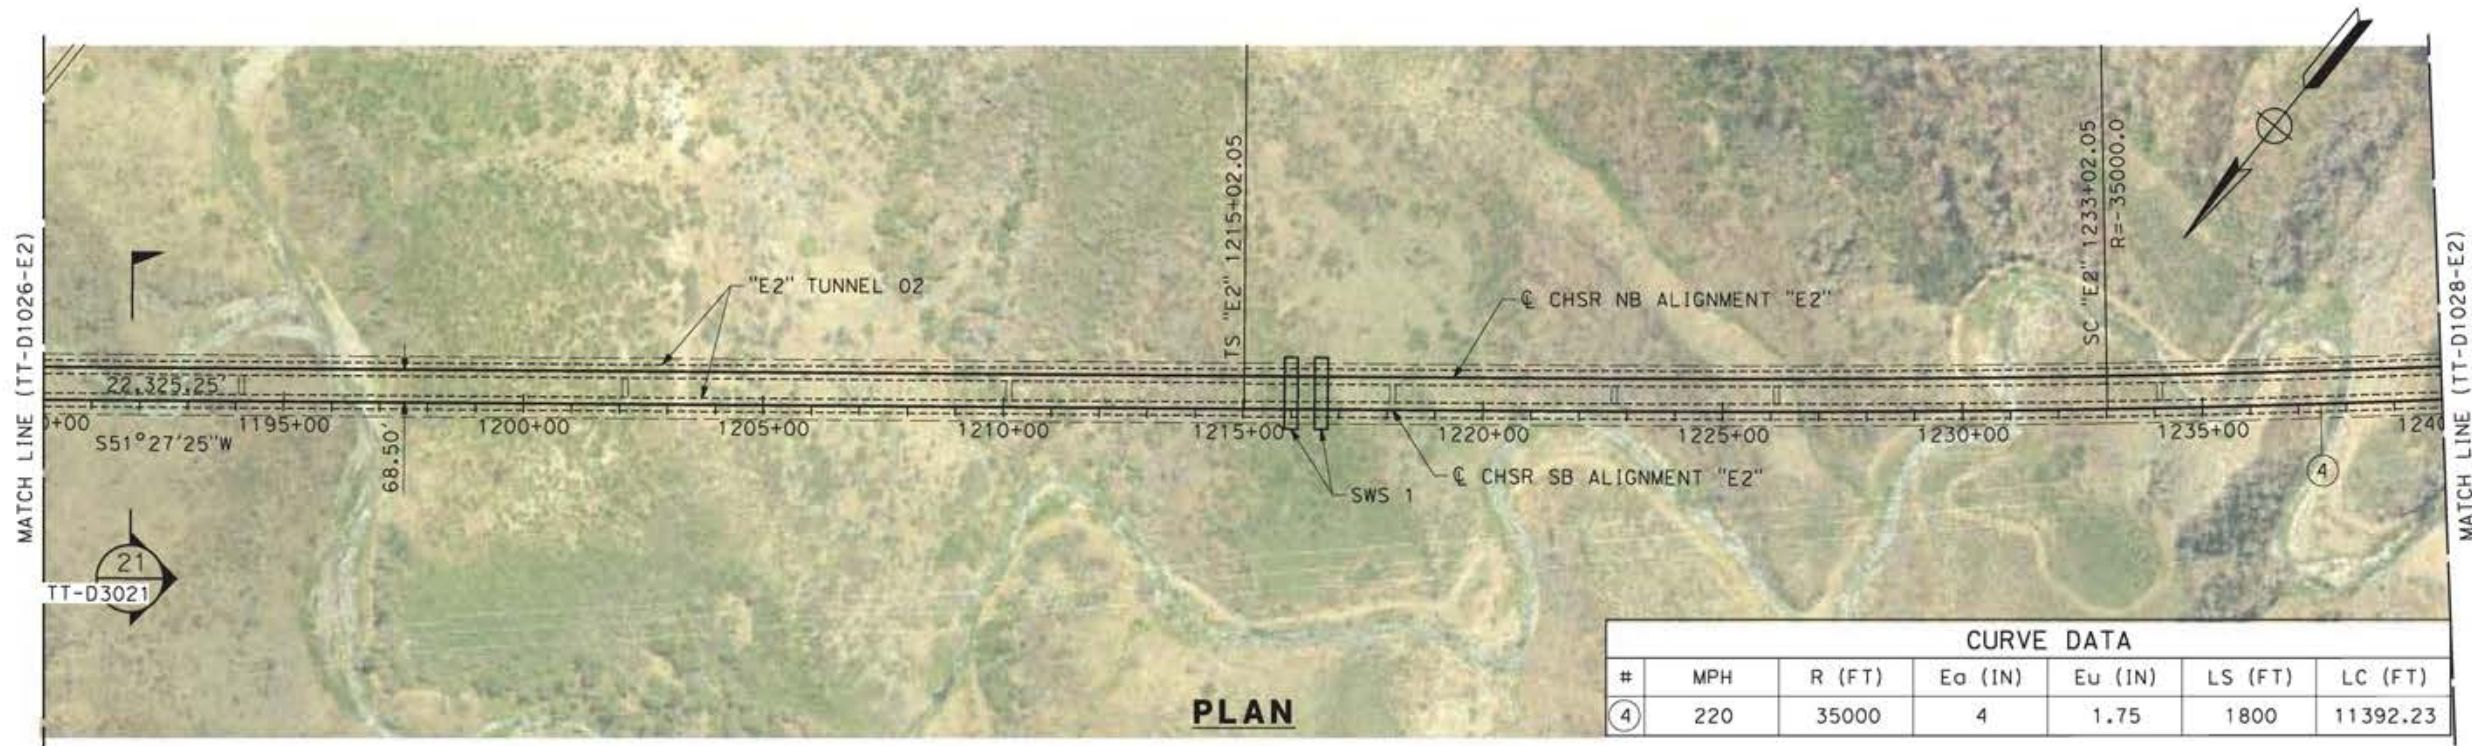 MATCH LINE (TT-D1026-E2)
"E2" TUNNEL 02
TS "E2" 1215+02.05
℄ CHSR NB ALIGNMENT "E2"
SC "E2" 1233+02.05
R=-35000.0
MATCH LINE (TT-D1028-E2)
22,325.25'
S51°27'25"W
68.50'
0+00
1195+00
1200+00
1205+00
1210+00
1215+00
1220+00
1225+00
1230+00
1235+00
1240
SWS 1
℄ CHSR SB ALIGNMENT "E2"
4
21
TT-D3021
PLAN
CURVE DATA
# MPH R (FT) Ea (IN) Eu (IN) LS (FT) LC (FT)
4 220 35000 4 1.75 1800 11392.23